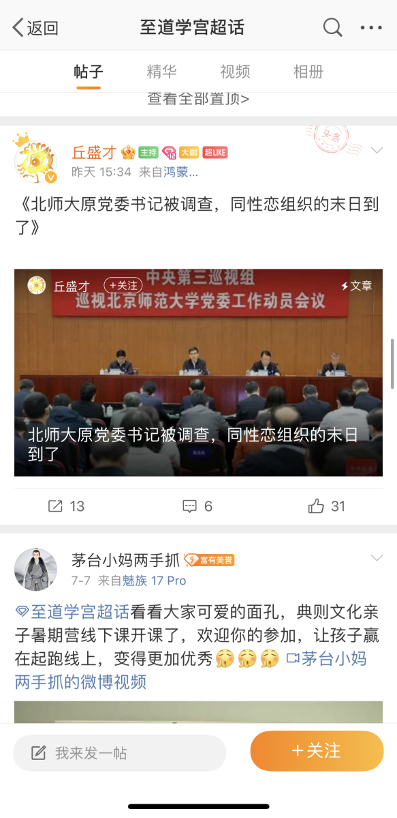 返回
至道学宫超话
帖子
精华
视频
相册
查看全部置顶>
丘盛才
主持
大咖
超LIKE
头条
昨天 15:34 来自鸿蒙...
《北师大原党委书记被调查，同性恋组织的末日到
了》
丘盛才
+关注
文章
中央第三巡视组
巡视北京师范大学党委工作动员会议
北师大原党委书记被调查，同性恋组织的末日
到了
13
6
31
茅台小妈两手抓
富有美誉
7-7 来自魅族 17 Pro
至道学宫超话看看大家可爱的面孔，典则文化亲
子暑期营线下课开课了，欢迎你的参加，让孩子赢
在起跑线上，变得更加优秀 茅台小妈
两手抓的微博视频
我来发一帖
+关注